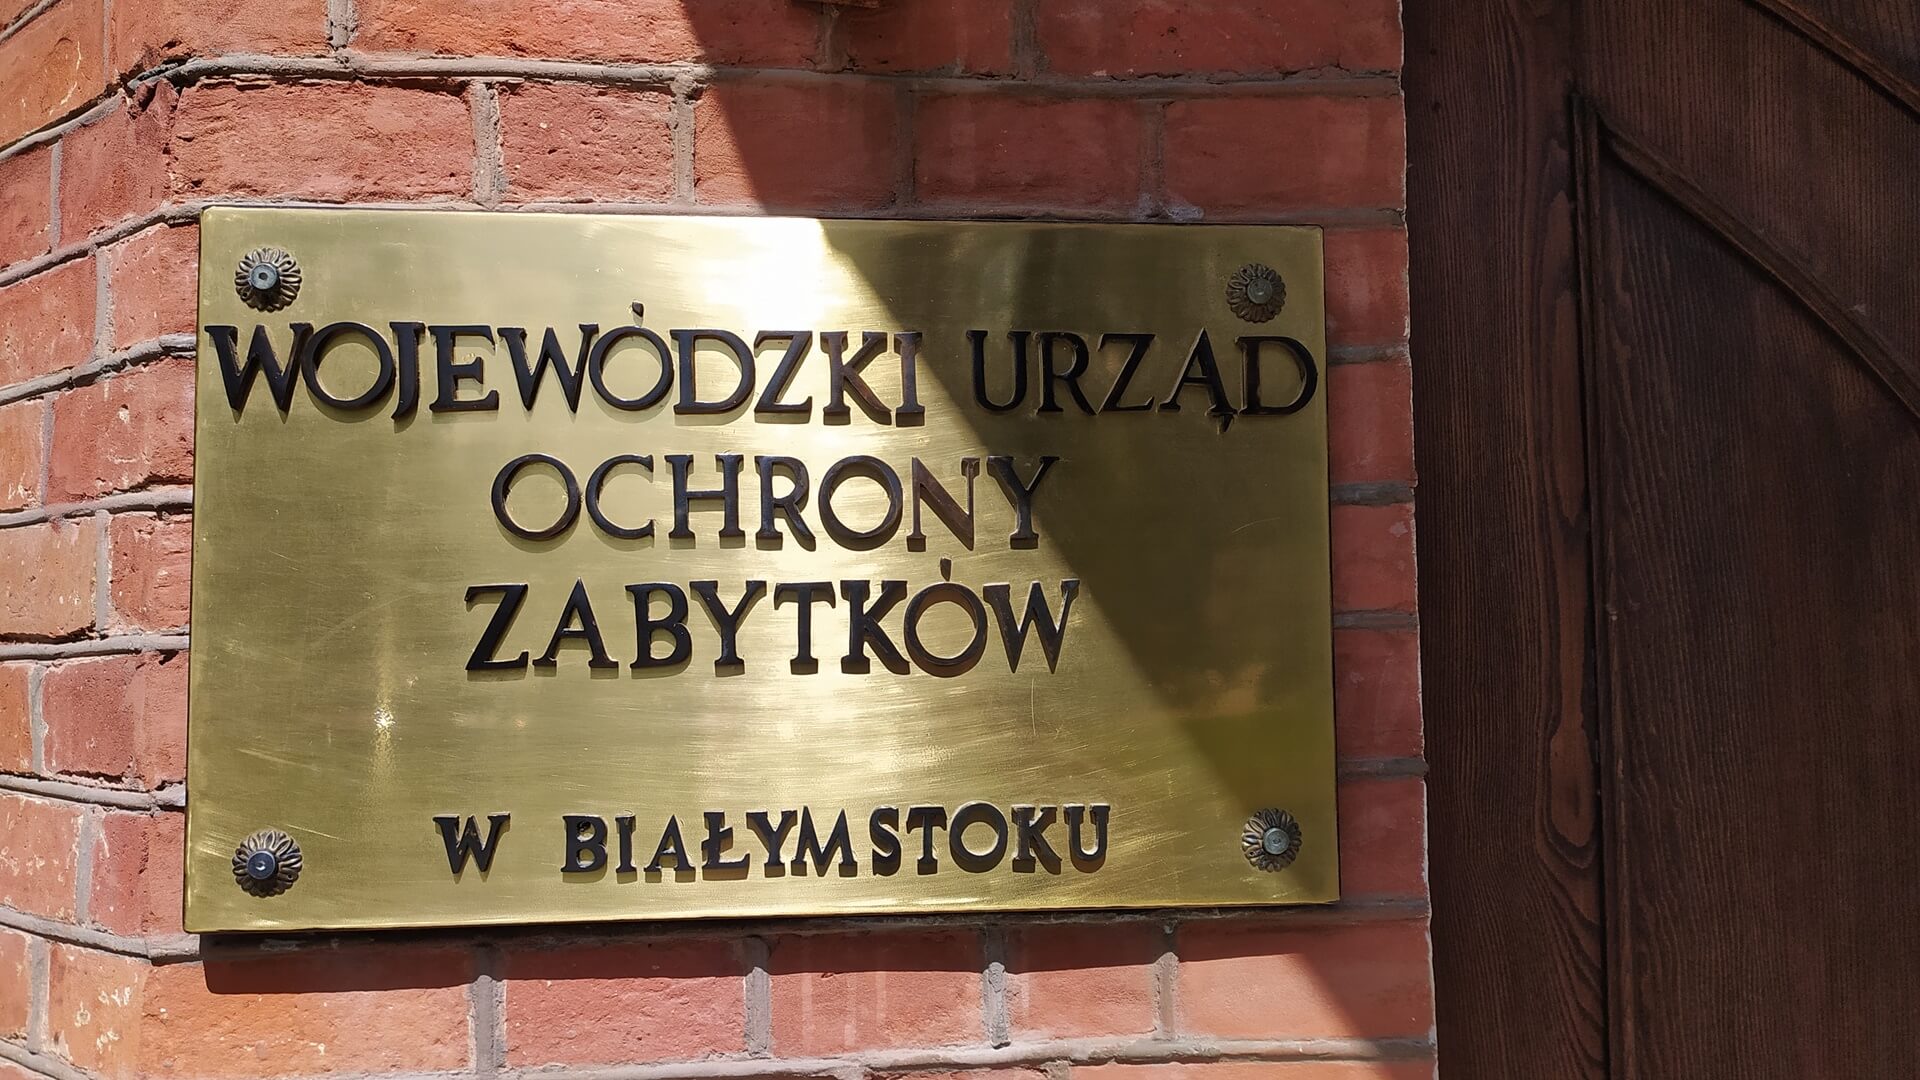 WOJEWÓDZKI URZĄD
OCHRONY
ZABYTKÓW
W BIAŁYMSTOKU